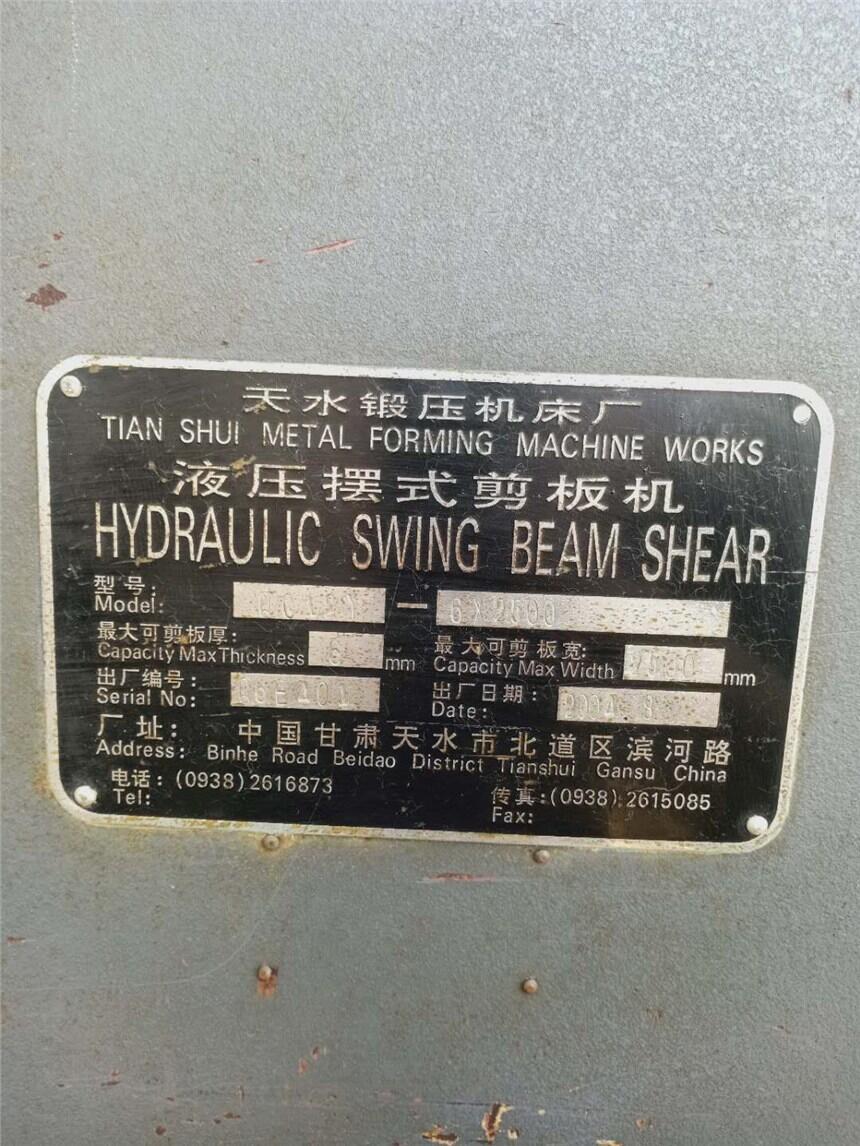 天水锻压机床厂
TIAN SHUI METAL FORMING MACHINE WORKS
液压摆式剪板机
HYDRAULIC SWING BEAM SHEAR
型号: — 6×2500
Model:
最大可剪板厚: 6 mm 最大可剪板宽: mm
Capacity Max Thickness Capacity Max Width
出厂编号: 出厂日期:
Serial No: Date:
厂址: 中国甘肃天水市北道区滨河路
Address: Binhe Road Beidao District Tianshui Gansu China
电话: (0938)2616873 传真:(0938)2615085
Tel: Fax: